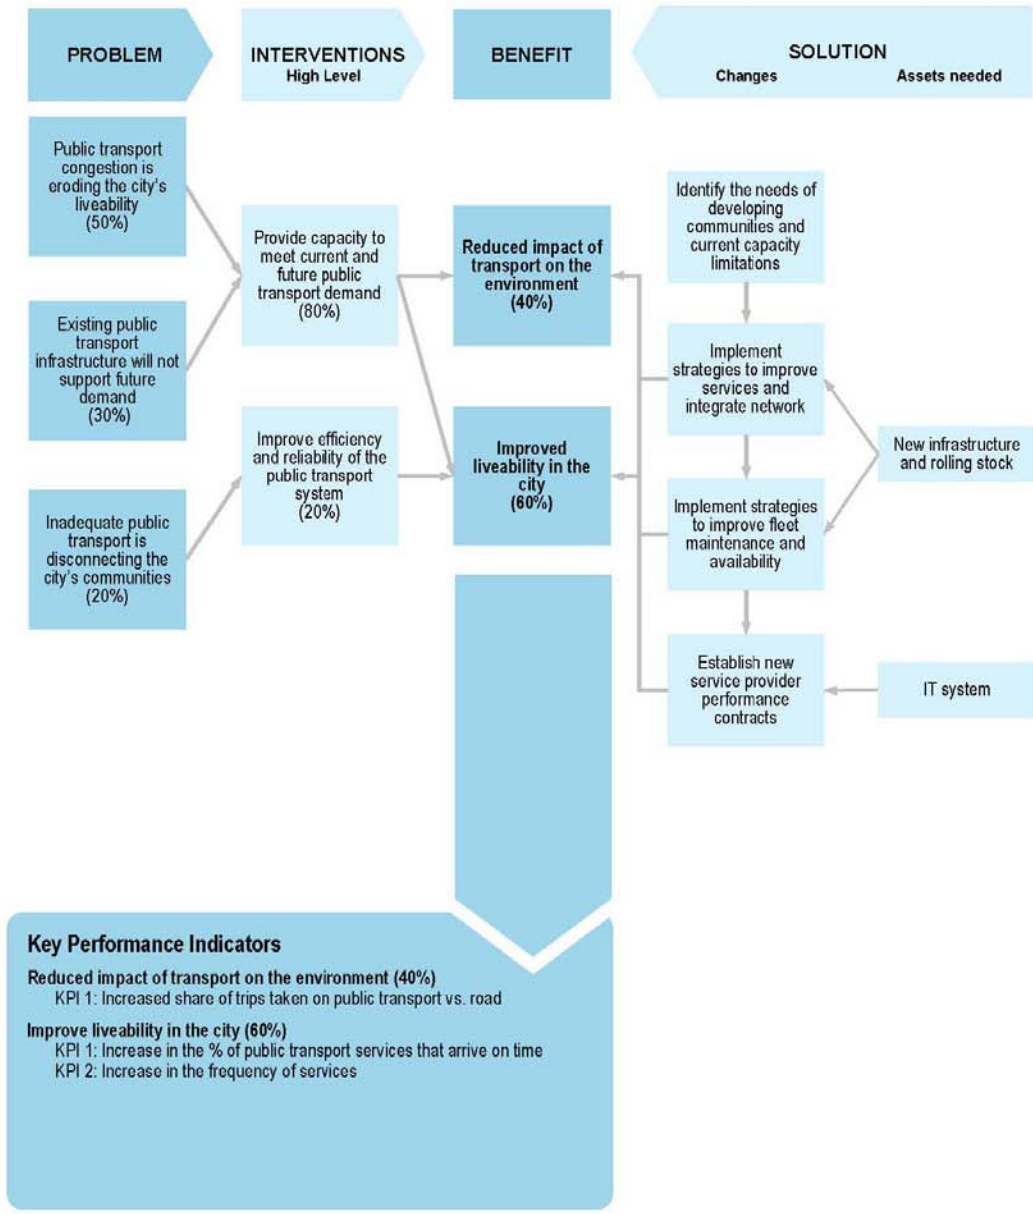 PROBLEM
INTERVENTIONS
High Level
BENEFIT
SOLUTION
Changes
Assets needed
Public transport
congestion is
eroding the city's
liveability
(50%)
Existing public
transport
infrastructure will not
support future
demand
(30%)
Inadequate public
transport is
disconnecting the
city's communities
(20%)
Provide capacity to
meet current and
future public
transport demand
(80%)
Improve efficiency
and reliability of the
public transport
system
(20%)
Reduced impact of
transport on the
environment
(40%)
Improved
liveability in the
city
(60%)
Identify the needs of
developing
communities and
current capacity
limitations
Implement
strategies to improve
services and
integrate network
Implement strategies
to improve fleet
maintenance and
availability
Establish new
service provider
performance
contracts
New infrastructure
and rolling stock
IT system
Key Performance Indicators
Reduced impact of transport on the environment (40%)
KPI 1: Increased share of trips taken on public transport vs. road
Improve liveability in the city (60%)
KPI 1: Increase in the % of public transport services that arrive on time
KPI 2: Increase in the frequency of services